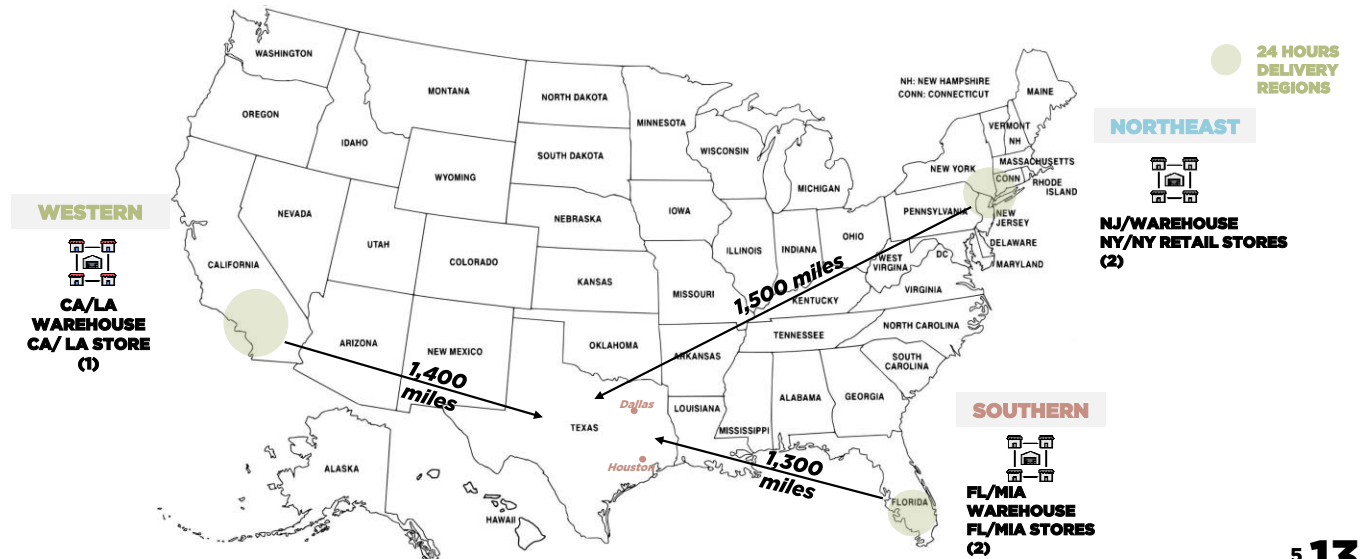 24 HOURS
DELIVERY
REGIONS
NORTHEAST
NJ/WAREHOUSE
NY/NY RETAIL STORES
(2)
WESTERN
CA/LA
WAREHOUSE
CA/ LA STORE
(1)
SOUTHERN
FL/MIA
WAREHOUSE
FL/MIA STORES
(2)
NH: NEW HAMPSHIRE
CONN: CONNECTICUT
WASHINGTON
OREGON
IDAHO
MONTANA
WYOMING
NORTH DAKOTA
SOUTH DAKOTA
NEBRASKA
MINNESOTA
WISCONSIN
MICHIGAN
IOWA
ILLINOIS
INDIANA
OHIO
PENNSYLVANIA
NEW YORK
VERMONT
NH
MAINE
MASSACHUSETTS
CONN
RHODE
ISLAND
NEW
JERSEY
DELAWARE
MARYLAND
DC
WEST
VIRGINIA
VIRGINIA
NORTH CAROLINA
SOUTH
CAROLINA
KENTUCKY
TENNESSEE
NEVADA
CALIFORNIA
UTAH
COLORADO
KANSAS
MISSOURI
ARIZONA
NEW MEXICO
OKLAHOMA
ARKANSAS
TEXAS
LOUISIANA
MISSISSIPPI
ALABAMA
GEORGIA
FLORIDA
ALASKA
HAWAII
Dallas
Houston
1,400
miles
1,500 miles
1,300
miles
5 13